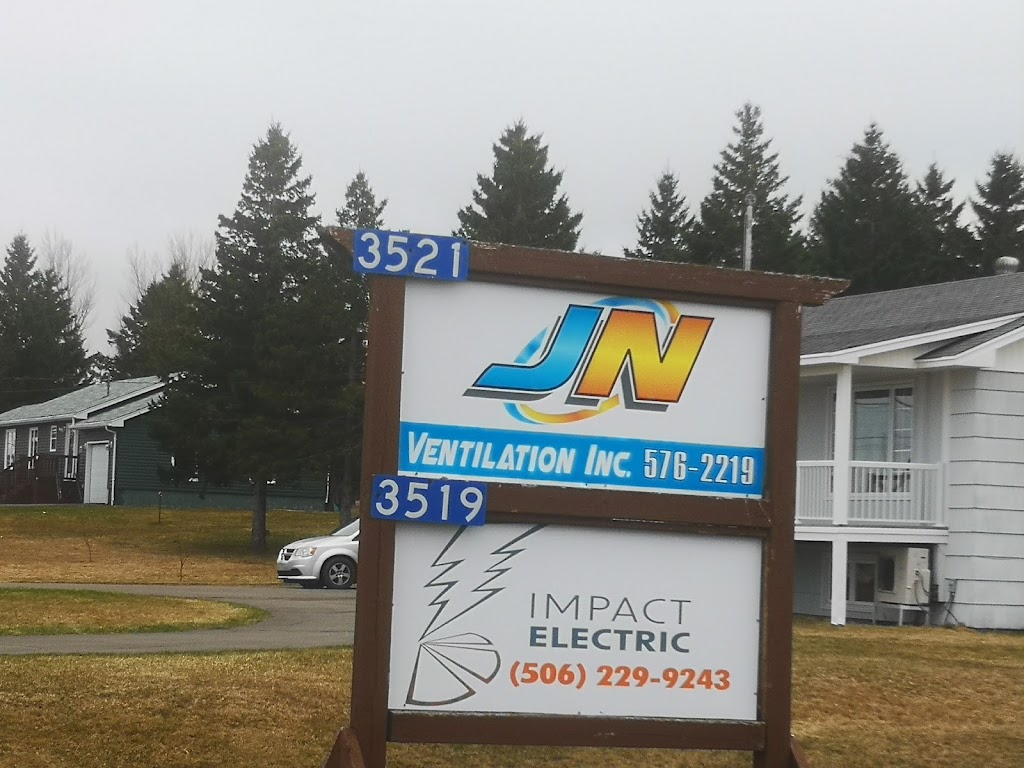 3521
JN
VENTILATION INC. 576-2219
3519
IMPACT
ELECTRIC
(506) 229-9243